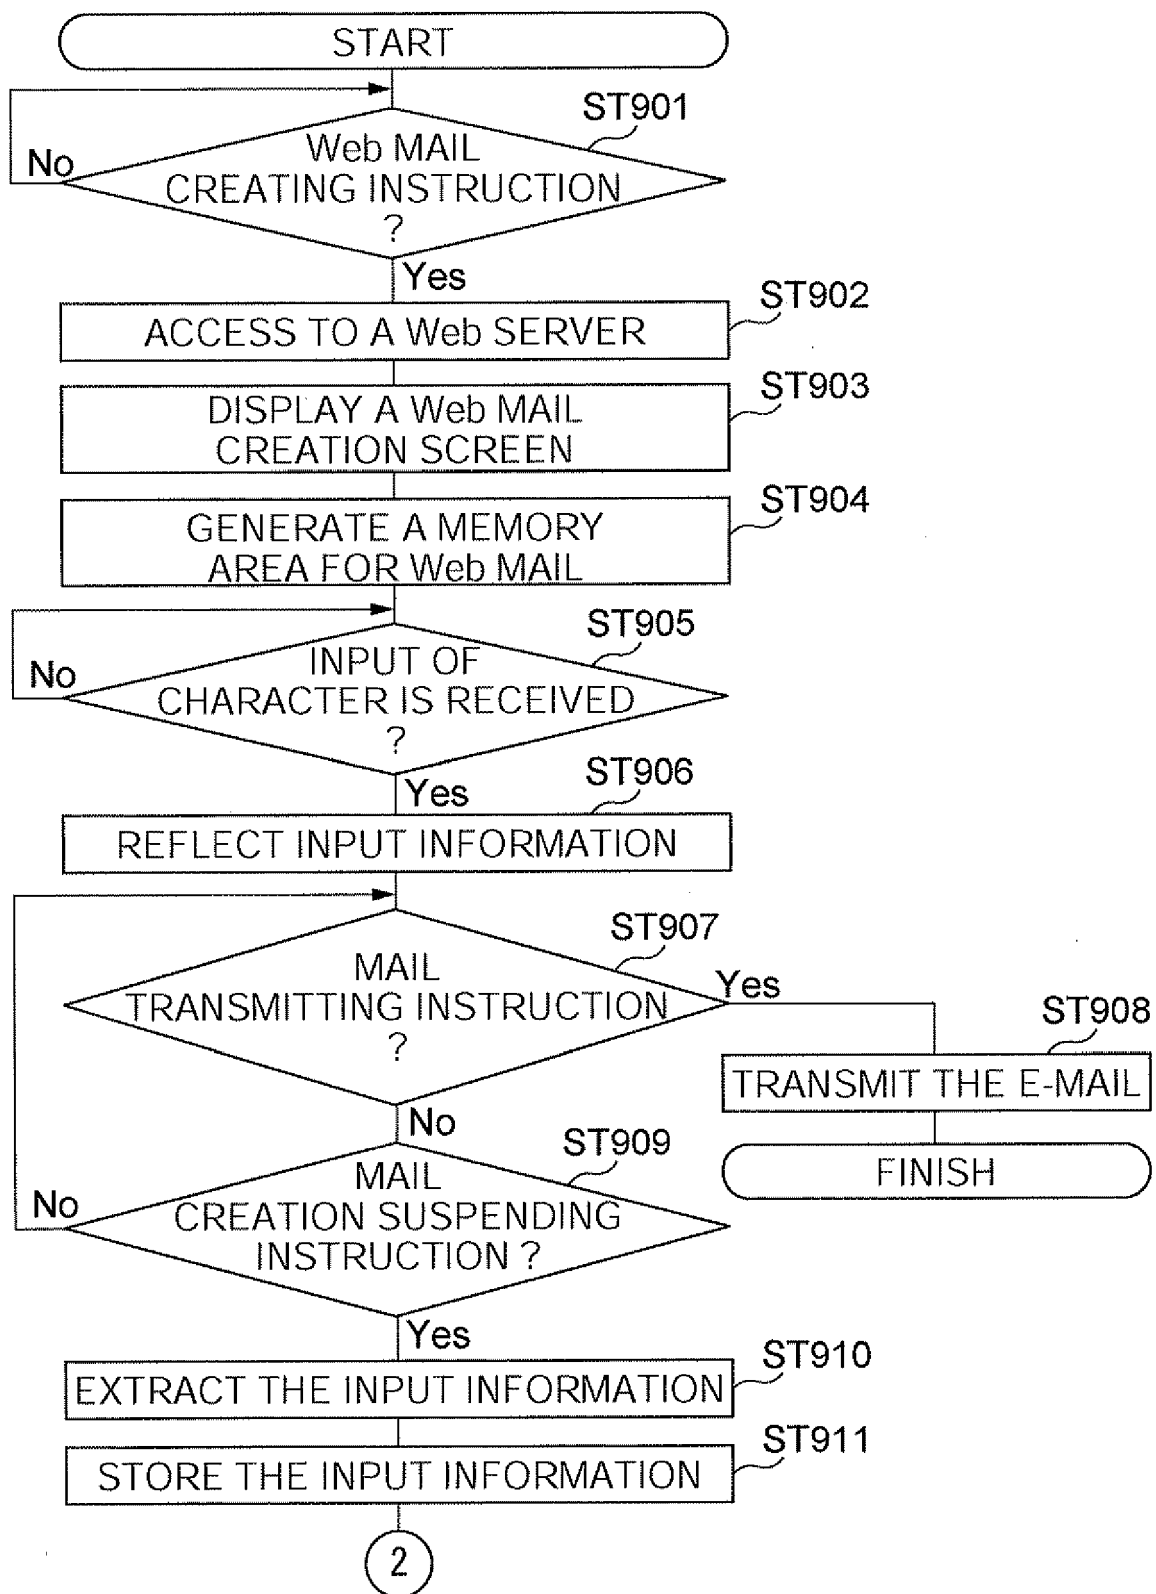 START
ST901
No
Web MAIL
CREATING INSTRUCTION
?
Yes
ST902
ACCESS TO A Web SERVER
ST903
DISPLAY A Web MAIL
CREATION SCREEN
ST904
GENERATE A MEMORY
AREA FOR Web MAIL
ST905
No
INPUT OF
CHARACTER IS RECEIVED
?
Yes
ST906
REFLECT INPUT INFORMATION
ST907
MAIL
TRANSMITTING INSTRUCTION
?
Yes
ST908
TRANSMIT THE E-MAIL
FINISH
No
ST909
No
MAIL
CREATION SUSPENDING
INSTRUCTION ?
Yes
ST910
EXTRACT THE INPUT INFORMATION
ST911
STORE THE INPUT INFORMATION
2